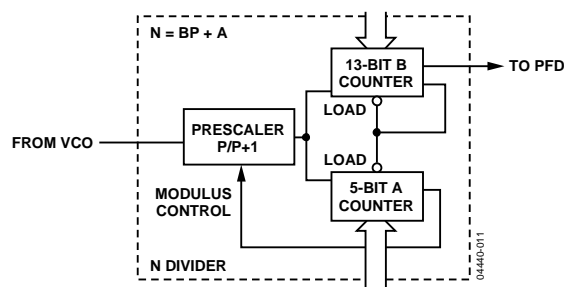 N = BP + A
13-BIT B
COUNTER
TO PFD
LOAD
PRESCALER
P/P+1
FROM VCO
LOAD
MODULUS
CONTROL
5-BIT A
COUNTER
N DIVIDER
04440-011